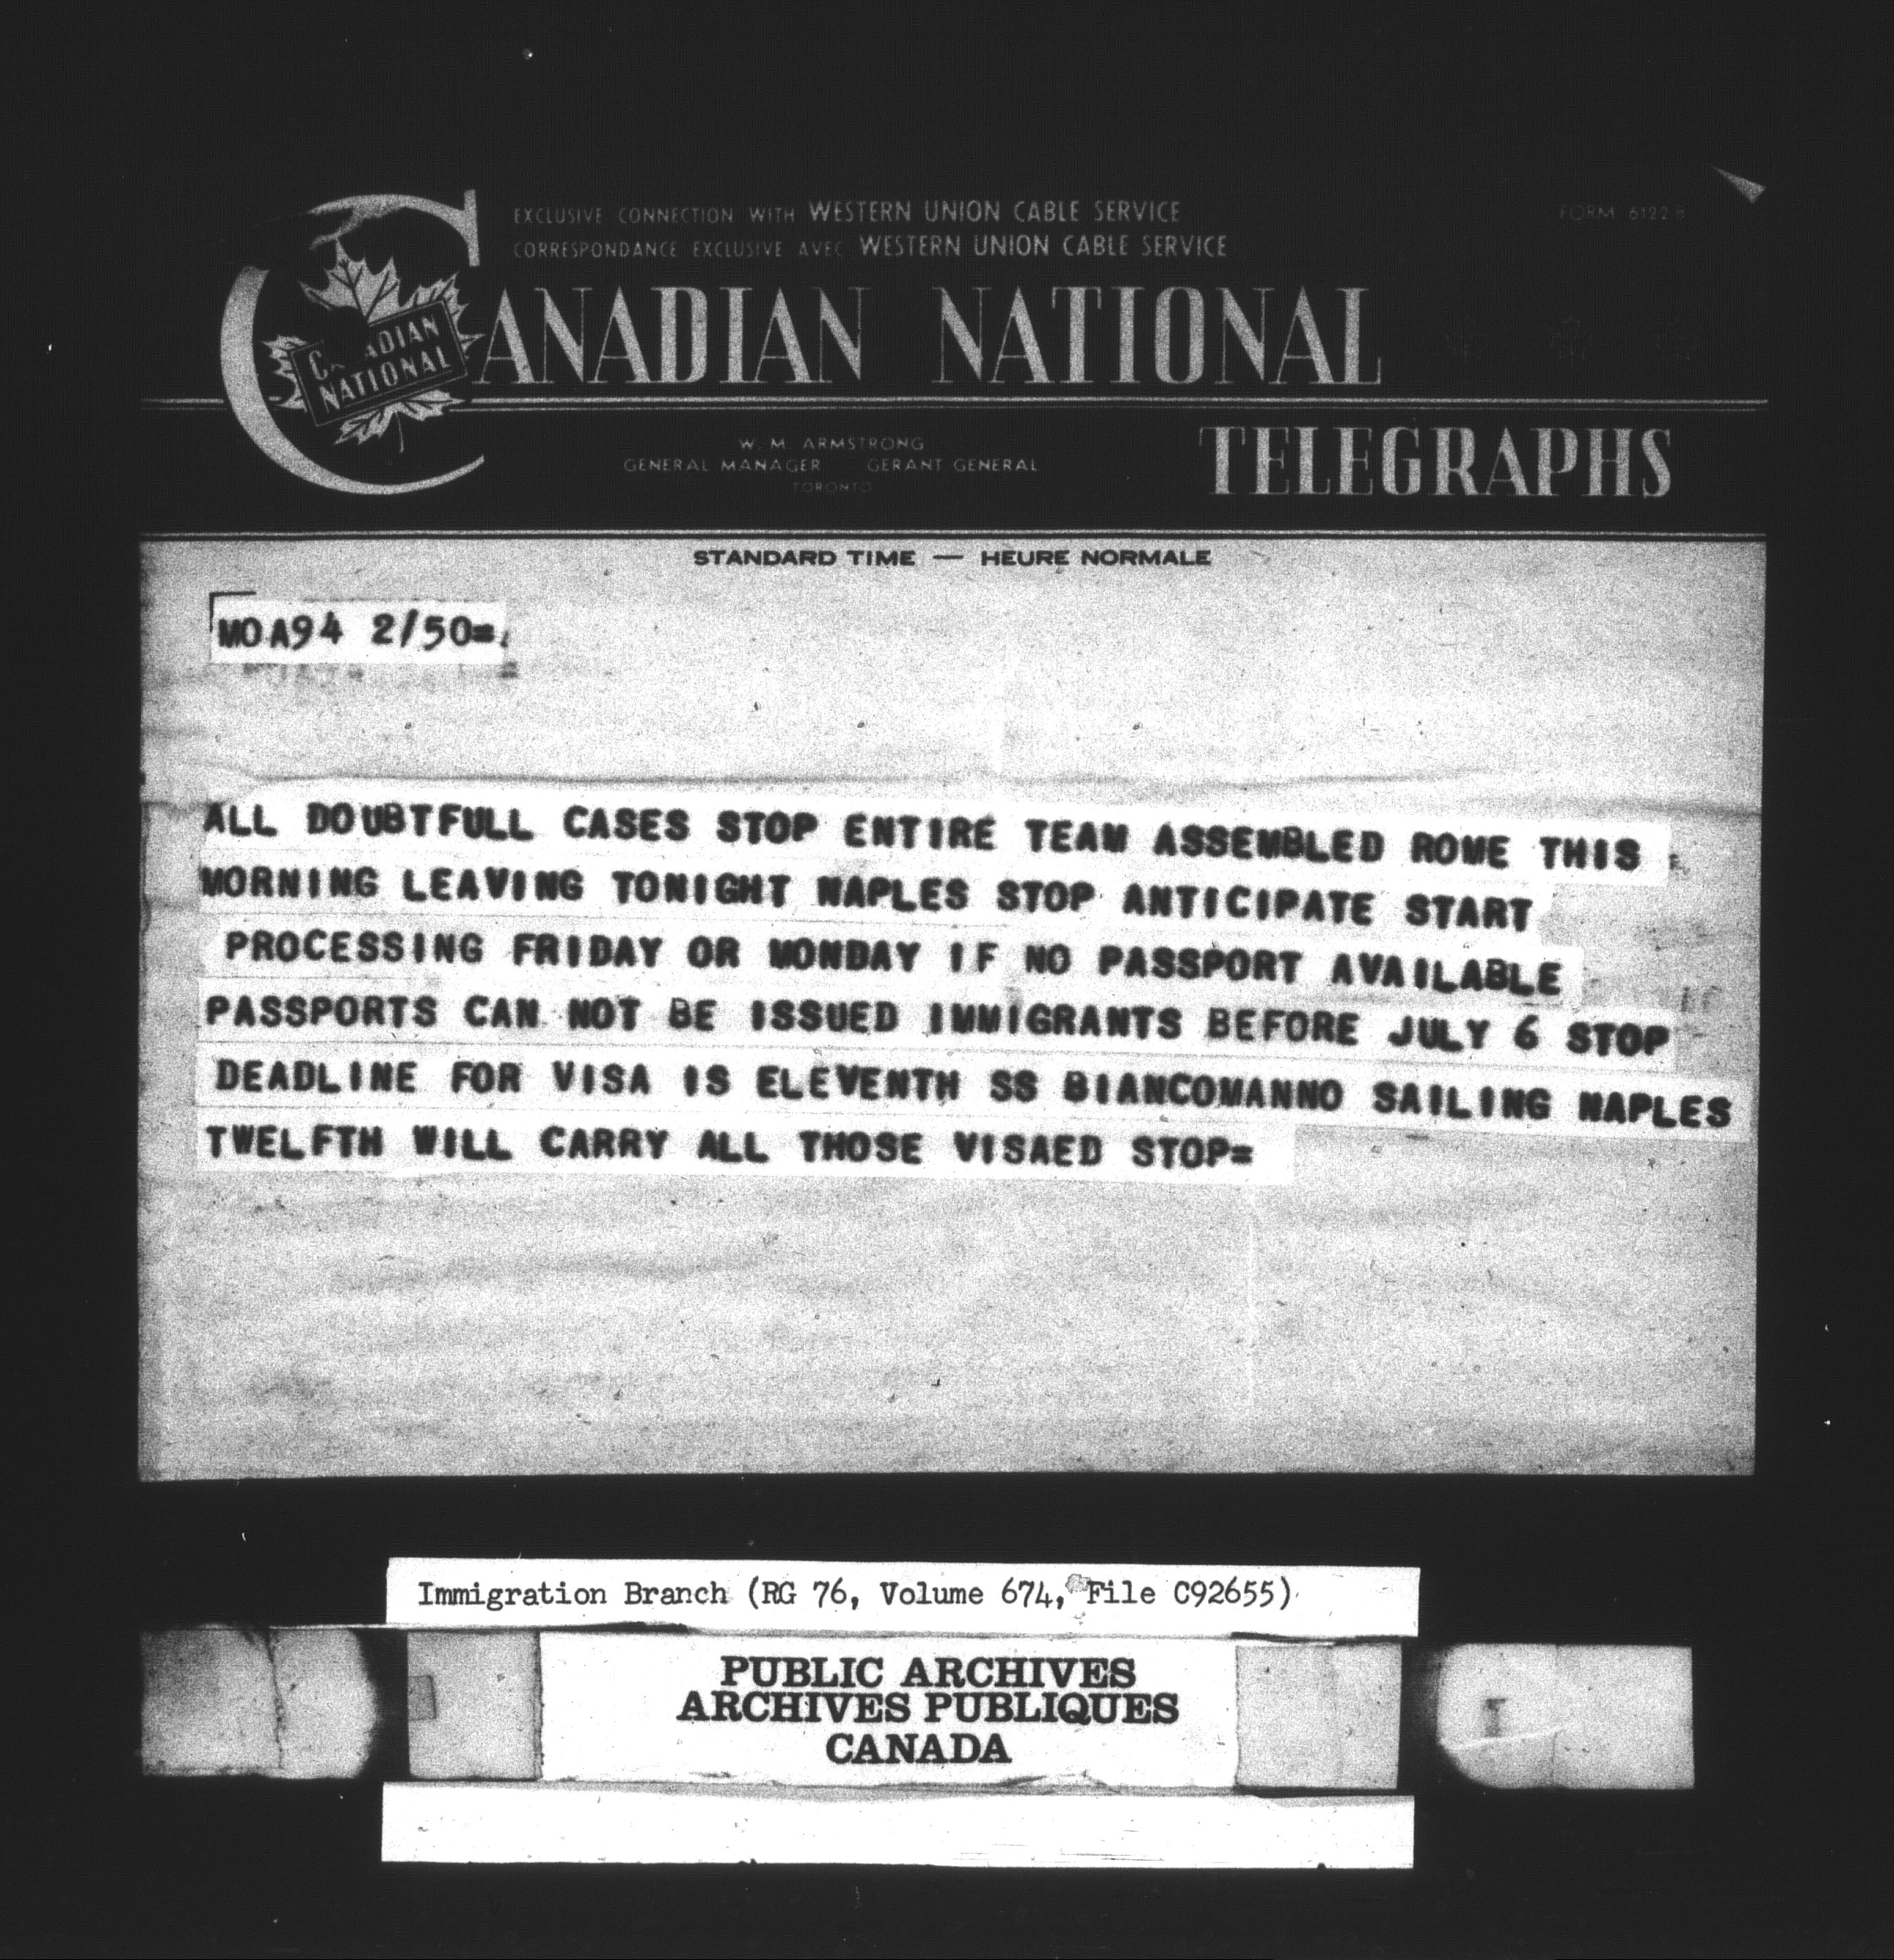 EXCLUSIVE CONNECTION WITH WESTERN UNION CABLE SERVICE
CORRESPONDANCE EXCLUSIVE AVEC WESTERN UNION CABLE SERVICE
FORM 6122 B
CANADIAN NATIONAL
CANADIAN
NATIONAL
TELEGRAPHS
W. M. ARMSTRONG
GENERAL MANAGER GERANT GENERAL
TORONTO
STANDARD TIME — HEURE NORMALE
MOA94 2/50=
ALL DOUBTFULL CASES STOP ENTIRE TEAM ASSEMBLED ROME THIS
MORNING LEAVING TONIGHT NAPLES STOP ANTICIPATE START
PROCESSING FRIDAY OR MONDAY IF NO PASSPORT AVAILABLE
PASSPORTS CAN NOT BE ISSUED IMMIGRANTS BEFORE JULY 6 STOP
DEADLINE FOR VISA IS ELEVENTH SS BIANCOMANNO SAILING NAPLES
TWELFTH WILL CARRY ALL THOSE VISAED STOP=
Immigration Branch (RG 76, Volume 674, File C92655)
PUBLIC ARCHIVES
ARCHIVES PUBLIQUES
CANADA